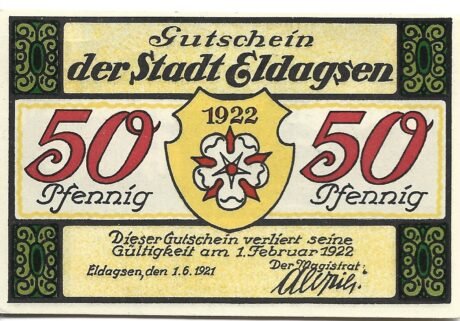 Gutschein
der Stadt Eldagsen
1922
50 Pfennig
50 Pfennig
Dieser Gutschein verliert seine
Gültigkeit am 1. Februar 1922
Eldagsen, den 1.6.1921
Der Magistrat: